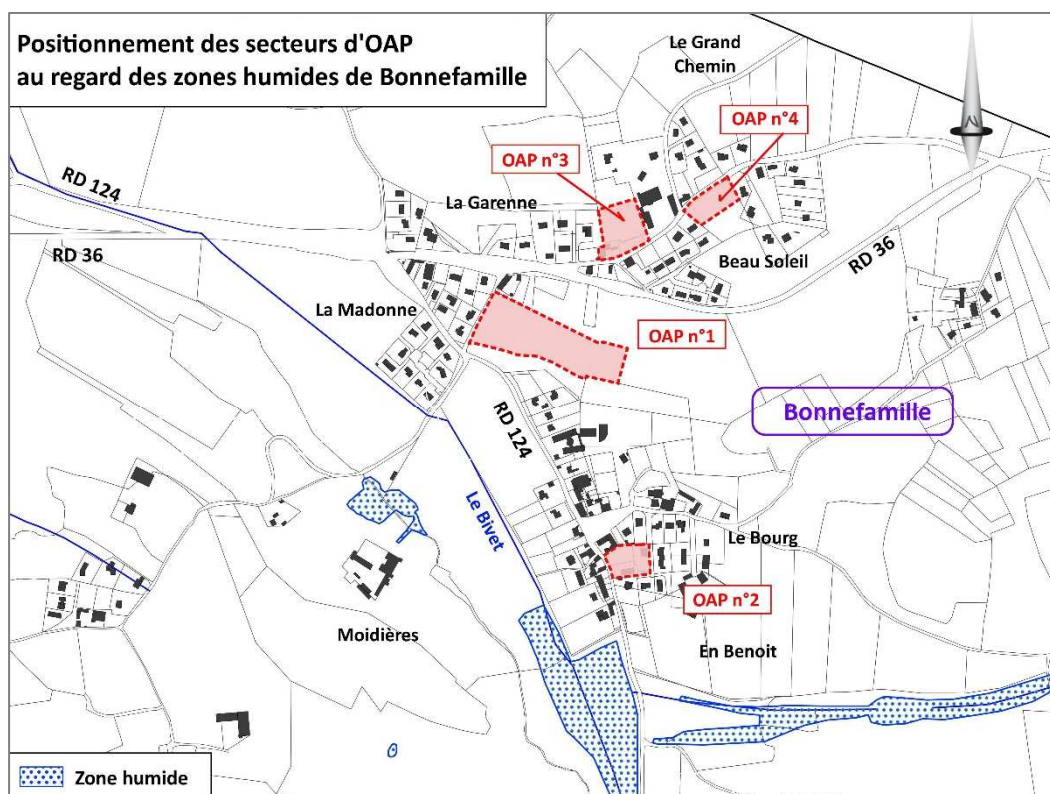 Positionnement des secteurs d'OAP
au regard des zones humides de Bonnefamille
Le Grand
Chemin
OAP n°4
OAP n°3
RD 124
La Garenne
RD 36
Beau Soleil
RD 36
La Madonne
OAP n°1
Bonnefamille
RD 124
Le Bivet
Le Bourg
OAP n°2
Moidières
En Benoit
Zone humide
N